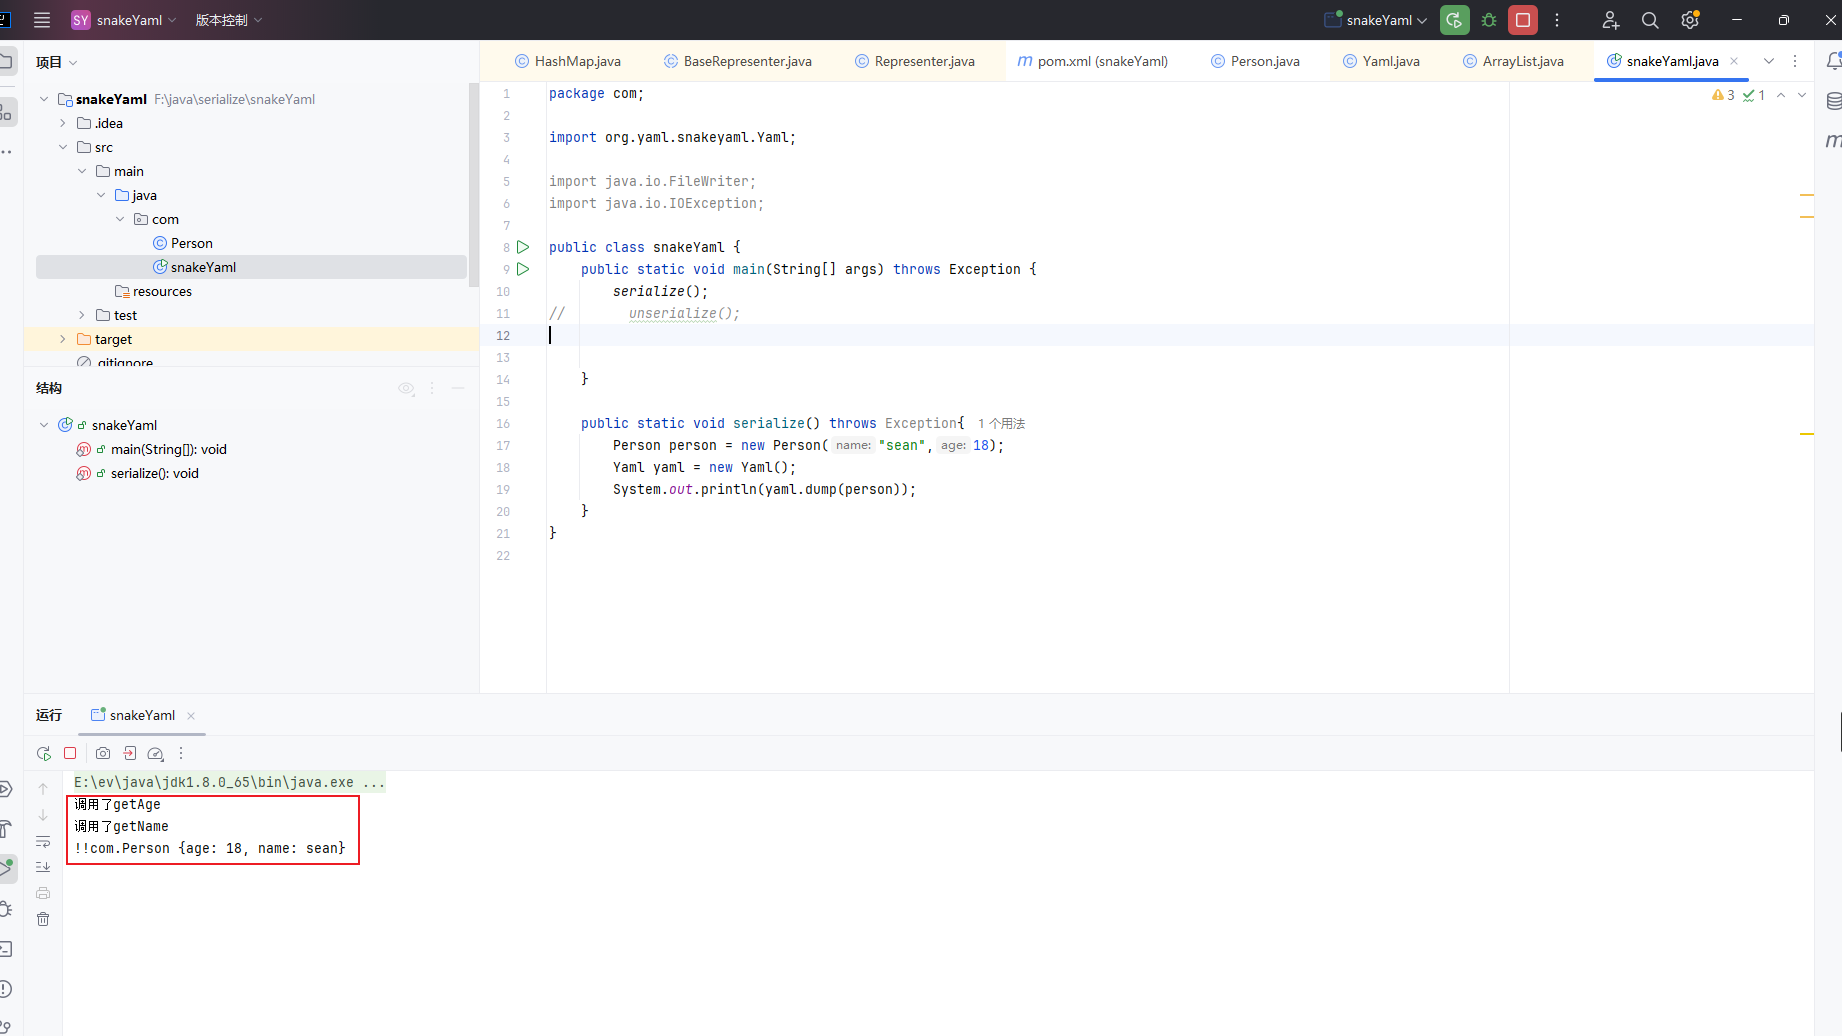 SY snakeYaml 版本控制 snakeYaml
项目
HashMap.java BaseRepresenter.java Representer.java m pom.xml (snakeYaml) Person.java Yaml.java ArrayList.java snakeYaml.java
snakeYaml F:\java\serialize\snakeYaml
.idea
src
main
java
com
Person
snakeYaml
resources
test
target
.gitignore
结构
snakeYaml
main(String[]): void
serialize(): void
3 1
1 package com;
2
3 import org.yaml.snakeyaml.Yaml;
4
5 import java.io.FileWriter;
6 import java.io.IOException;
7
8 public class snakeYaml {
9 public static void main(String[] args) throws Exception {
10 serialize();
11 // unserialize();
12
13
14 }
15
16 public static void serialize() throws Exception{ 1 个用法
17 Person person = new Person( name: "sean", age: 18);
18 Yaml yaml = new Yaml();
19 System.out.println(yaml.dump(person));
20 }
21 }
22
运行 snakeYaml
E:\ev\java\jdk1.8.0_65\bin\java.exe ...
调用了getAge
调用了getName
!!com.Person {age: 18, name: sean}